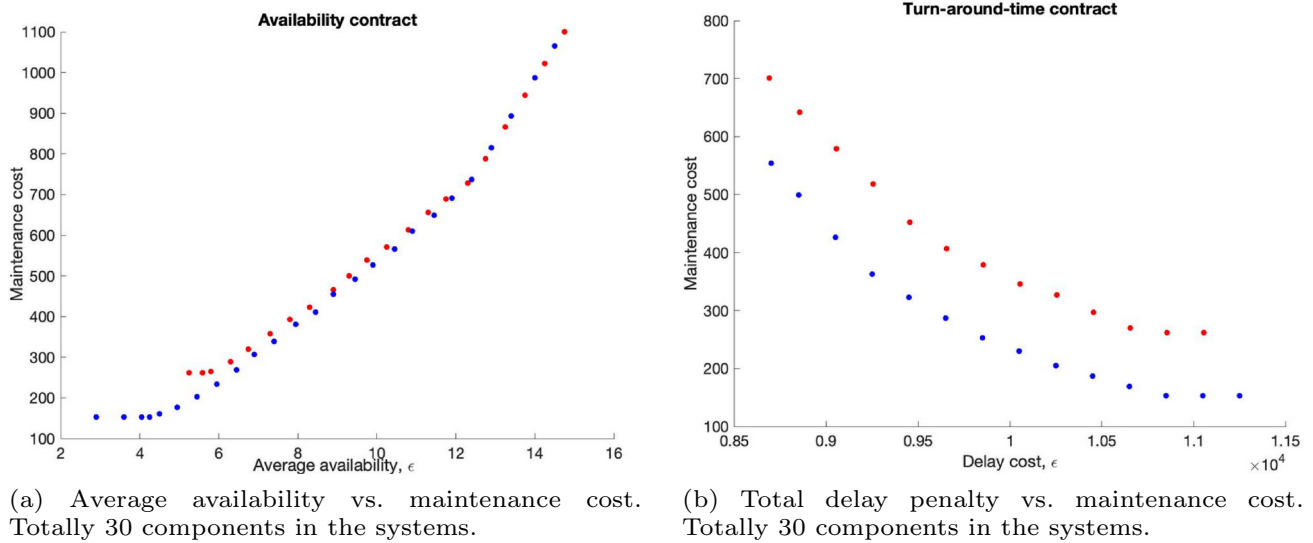 Availability contract
1100
1000
900
800
700
600
500
400
300
200
100
Maintenance cost
2 4 6 8 10 12 14 16
Average availability, ϵ
(a) Average availability vs. maintenance cost.
Totally 30 components in the systems.
Turn-around-time contract
800
700
600
500
400
300
200
100
Maintenance cost
0.85 0.9 0.95 1 1.05 1.1 1.15
Delay cost, ϵ
×10⁴
(b) Total delay penalty vs. maintenance cost.
Totally 30 components in the systems.